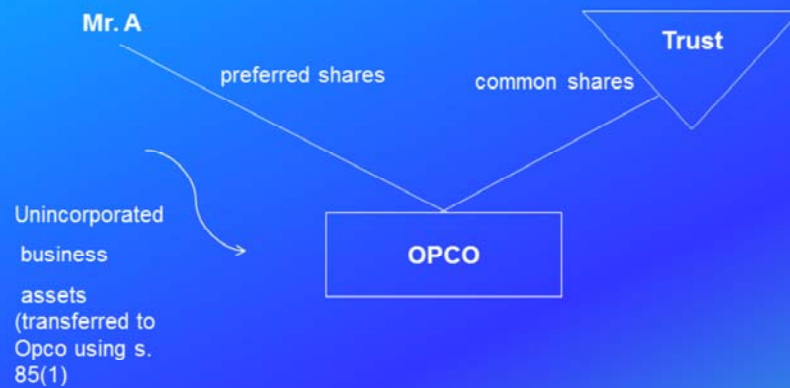 Mr. A
Trust
preferred shares
common shares
Unincorporated
business
assets
(transferred to
Opco using s.
85(1)
OPCO